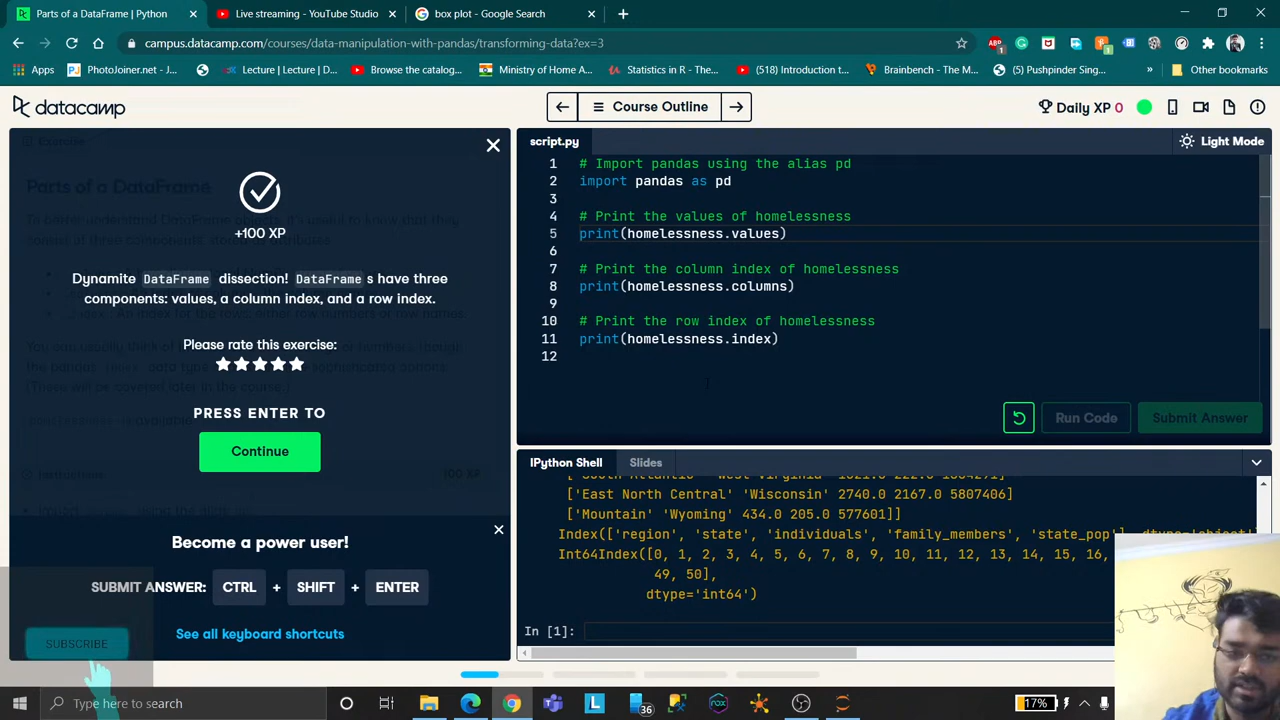 Parts of a DataFrame | Python
Live streaming - YouTube Studio
box plot - Google Search
campus.datacamp.com/courses/data-manipulation-with-pandas/transforming-data?ex=3
Apps
PhotoJoiner.net - J...
Lecture | Lecture | D...
Browse the catalog...
Ministry of Home A...
Statistics in R - The...
(518) Introduction t...
Brainbench - The M...
(5) Pushpinder Sing...
Other bookmarks
datacamp
Course Outline
Daily XP 0
Exercise
Parts of a DataFrame
+100 XP
Dynamite DataFrame dissection! DataFrame s have three
components: values, a column index, and a row index.
Please rate this exercise:
PRESS ENTER TO
Continue
Instructions
100 XP
Become a power user!
SUBMIT ANSWER: CTRL + SHIFT + ENTER
See all keyboard shortcuts
SUBSCRIBE
script.py
Light Mode
1 # Import pandas using the alias pd
2 import pandas as pd
3
4 # Print the values of homelessness
5 print(homelessness.values)
6
7 # Print the column index of homelessness
8 print(homelessness.columns)
9
10 # Print the row index of homelessness
11 print(homelessness.index)
12
Run Code
Submit Answer
IPython Shell
Slides
['East North Central' 'Wisconsin' 2740.0 2167.0 5807406]
['Mountain' 'Wyoming' 434.0 205.0 577601]]
Index(['region', 'state', 'individuals', 'family_members', 'state_pop'], dtype='object'
Int64Index([0, 1, 2, 3, 4, 5, 6, 7, 8, 9, 10, 11, 12, 13, 14, 15, 16,
49, 50],
dtype='int64')
In [1]:
Type here to search
36
17%